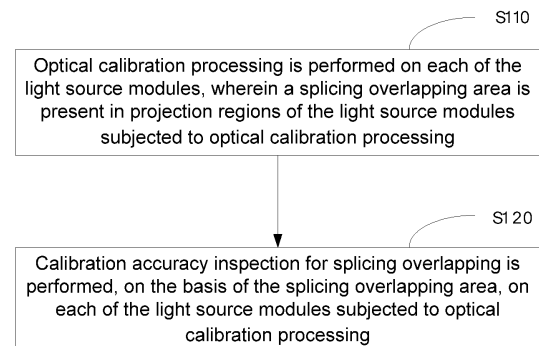 S110
Optical calibration processing is performed on each of the
light source modules, wherein a splicing overlapping area is
present in projection regions of the light source modules
subjected to optical calibration processing
S120
Calibration accuracy inspection for splicing overlapping is
performed, on the basis of the splicing overlapping area, on
each of the light source modules subjected to optical
calibration processing